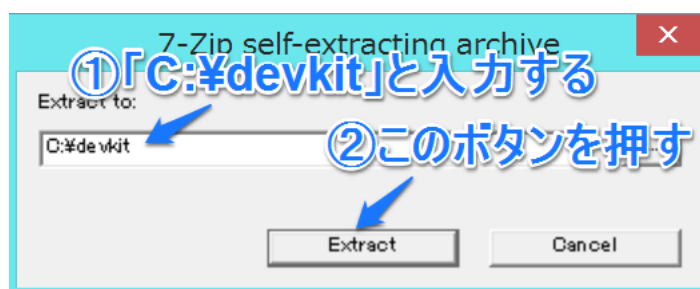 7-Zip self-extracting archive
①「C:¥devkit」と入力する
Extract to:
C:¥devkit
②このボタンを押す
Extract
Cancel